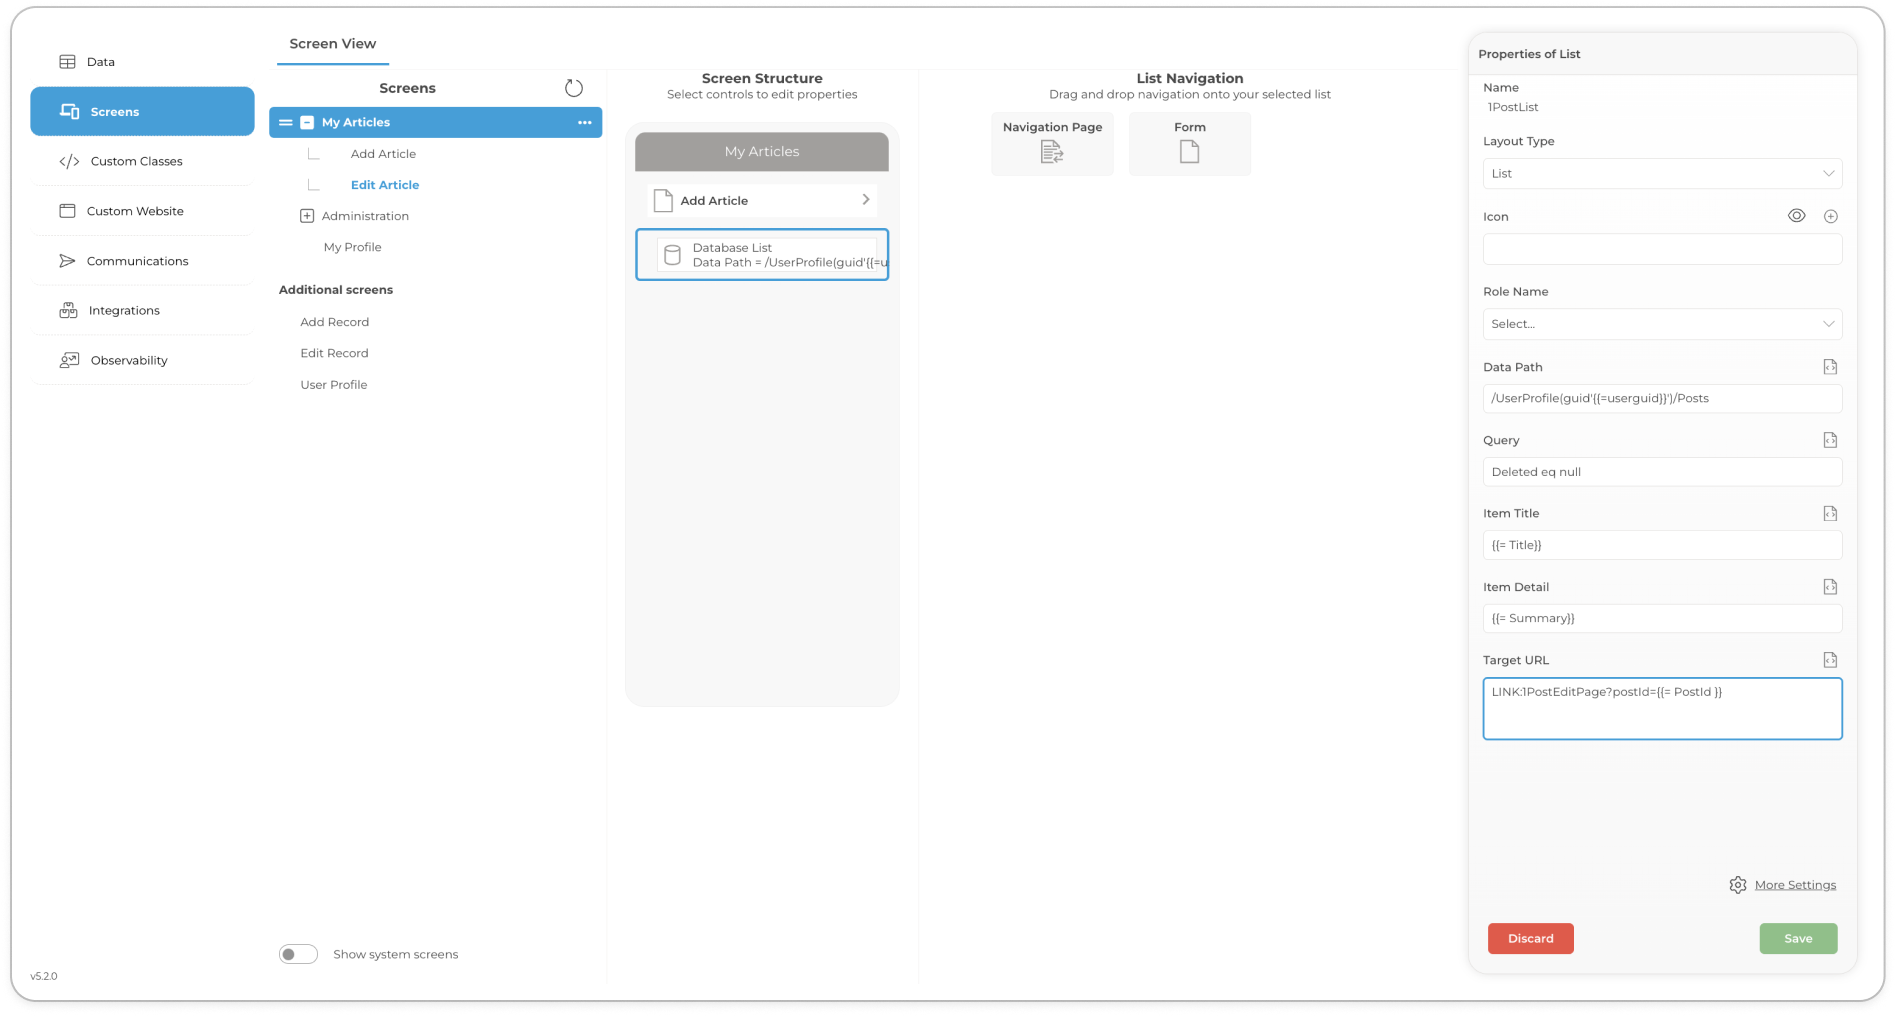 Data
Screens
Custom Classes
Custom Website
Communications
Integrations
Observability
v5.2.0
Screen View
Screens
My Articles
Add Article
Edit Article
Administration
My Profile
Additional screens
Add Record
Edit Record
User Profile
Show system screens
Screen Structure
Select controls to edit properties
My Articles
Add Article
Database List
Data Path = /UserProfile(guid'{{=u
List Navigation
Drag and drop navigation onto your selected list
Navigation Page
Form
Properties of List
Name
1PostList
Layout Type
List
Icon
Role Name
Select...
Data Path
/UserProfile(guid'{{=userguid}}')/Posts
Query
Deleted eq null
Item Title
{{= Title}}
Item Detail
{{= Summary}}
Target URL
LINK:1PostEditPage?postId={{= PostId }}
More Settings
Discard
Save